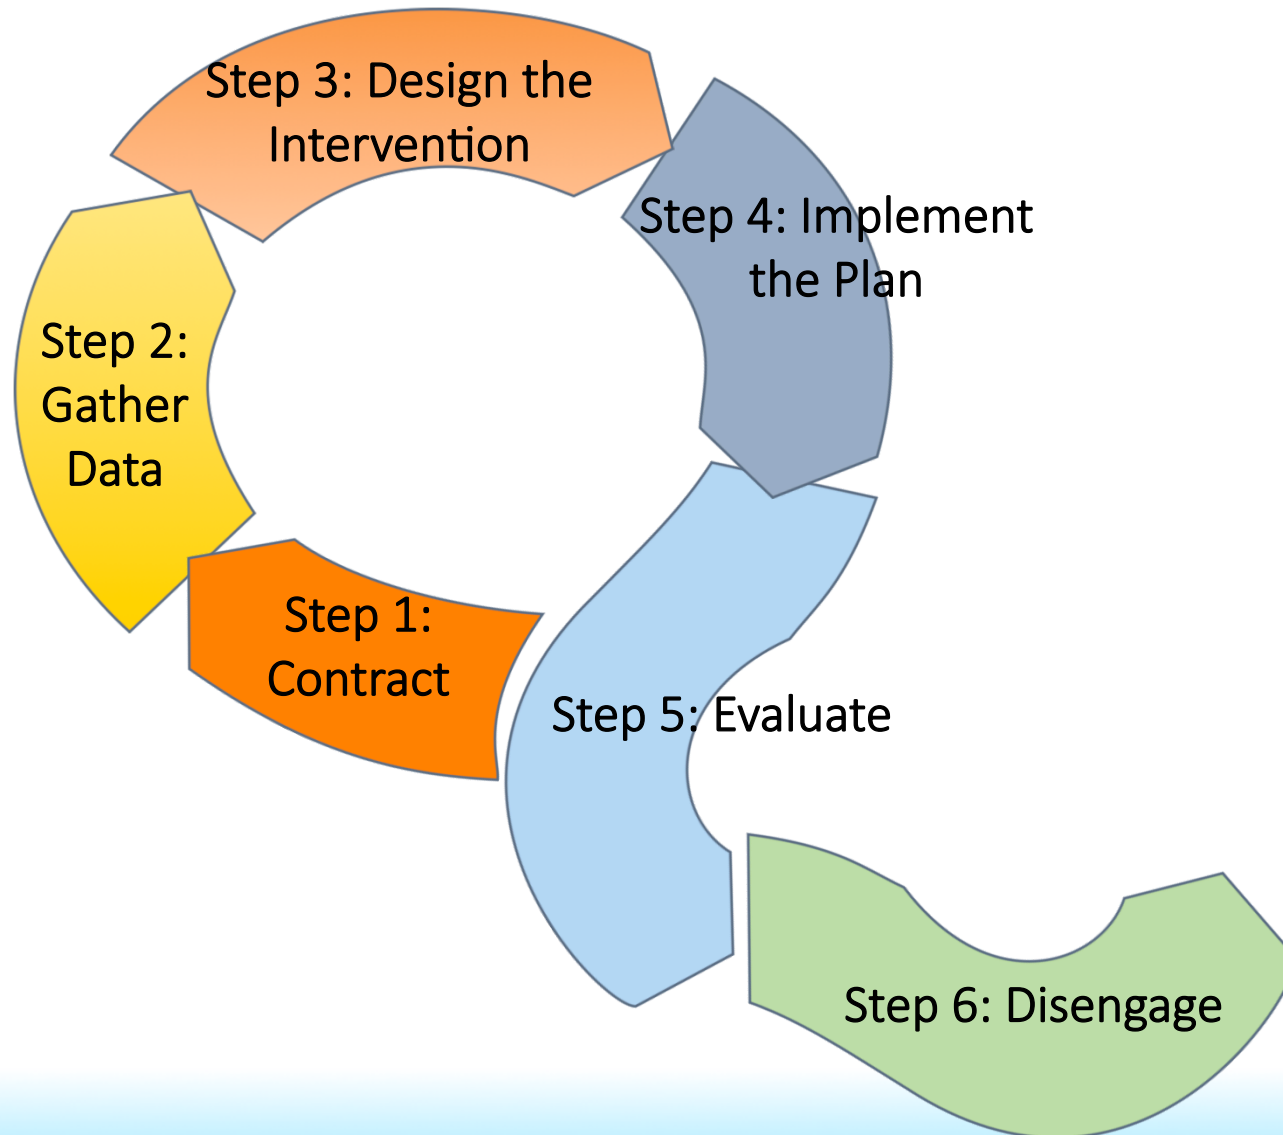 Step 3: Design the
Intervention
Step 4: Implement
the Plan
Step 2:
Gather
Data
Step 1:
Contract
Step 5: Evaluate
Step 6: Disengage